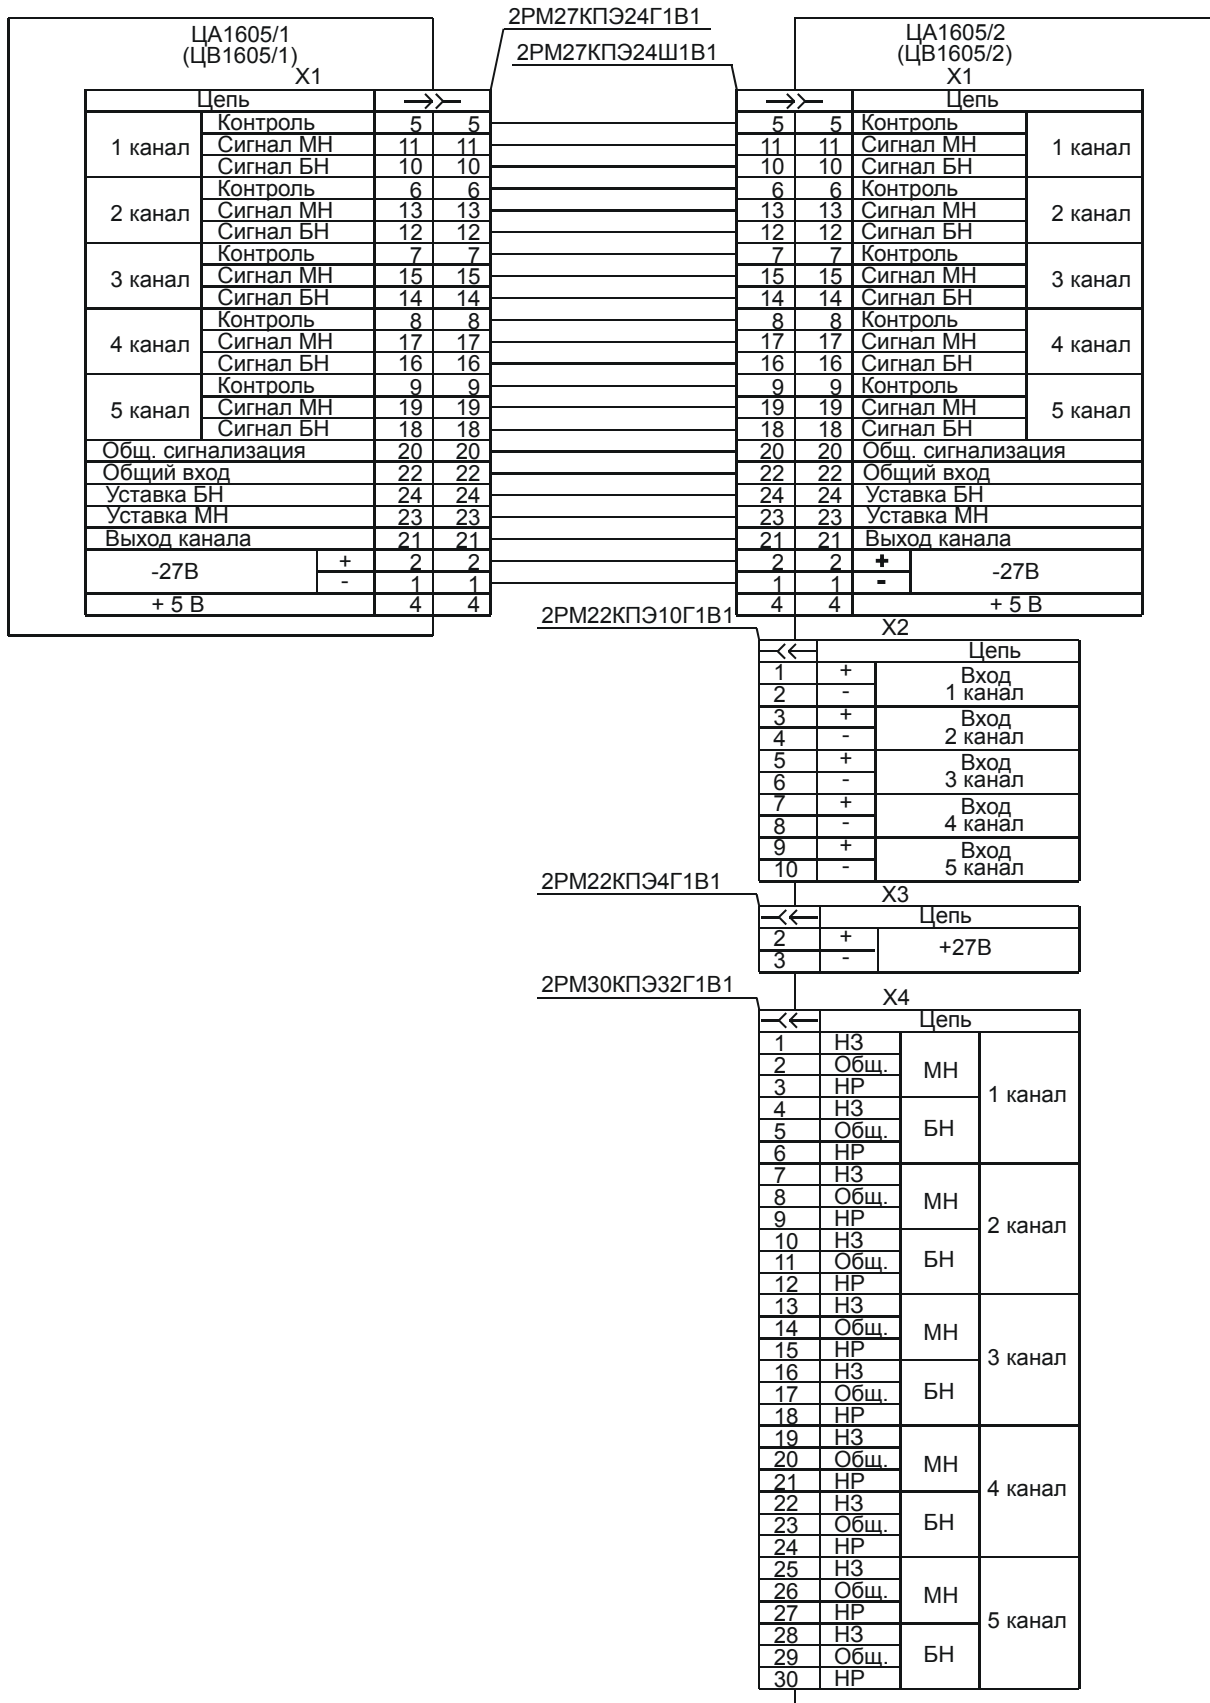 2РМ27КПЭ24Г1В1
ЦА1605/1
(ЦВ1605/1)
X1
2РМ27КПЭ24Ш1В1
ЦА1605/2
(ЦВ1605/2)
X1
Цепь
Цепь
1 канал Контроль 5 5
Сигнал МН 11 11
Сигнал БН 10 10
2 канал Контроль 6 6
Сигнал МН 13 13
Сигнал БН 12 12
3 канал Контроль 7 7
Сигнал МН 15 15
Сигнал БН 14 14
4 канал Контроль 8 8
Сигнал МН 17 17
Сигнал БН 16 16
5 канал Контроль 9 9
Сигнал МН 19 19
Сигнал БН 18 18
Общ. сигнализация 20 20
Общий вход 22 22
Уставка БН 24 24
Уставка МН 23 23
Выход канала 21 21
-27В + 2 2
- 1 1
+ 5 В 4 4
5 5 Контроль 1 канал
11 11 Сигнал МН
10 10 Сигнал БН
6 6 Контроль 2 канал
13 13 Сигнал МН
12 12 Сигнал БН
7 7 Контроль 3 канал
15 15 Сигнал МН
14 14 Сигнал БН
8 8 Контроль 4 канал
17 17 Сигнал МН
16 16 Сигнал БН
9 9 Контроль 5 канал
19 19 Сигнал МН
18 18 Сигнал БН
20 20 Общ. сигнализация
22 22 Общий вход
24 24 Уставка БН
23 23 Уставка МН
21 21 Выход канала
2 2 + -27В
1 1 -
4 4 + 5 В
2РМ22КПЭ10Г1В1
X2
Цепь
1 + Вход
2 - 1 канал
3 + Вход
4 - 2 канал
5 + Вход
6 - 3 канал
7 + Вход
8 - 4 канал
9 + Вход
10 - 5 канал
2РМ22КПЭ4Г1В1
X3
Цепь
2 + +27В
3 -
2РМ30КПЭ32Г1В1
X4
Цепь
1 НЗ МН 1 канал
2 Общ.
3 НР
4 НЗ БН
5 Общ.
6 НР
7 НЗ МН 2 канал
8 Общ.
9 НР
10 НЗ БН
11 Общ.
12 НР
13 НЗ МН 3 канал
14 Общ.
15 НР
16 НЗ БН
17 Общ.
18 НР
19 НЗ МН 4 канал
20 Общ.
21 НР
22 НЗ БН
23 Общ.
24 НР
25 НЗ МН 5 канал
26 Общ.
27 НР
28 НЗ БН
29 Общ.
30 НР